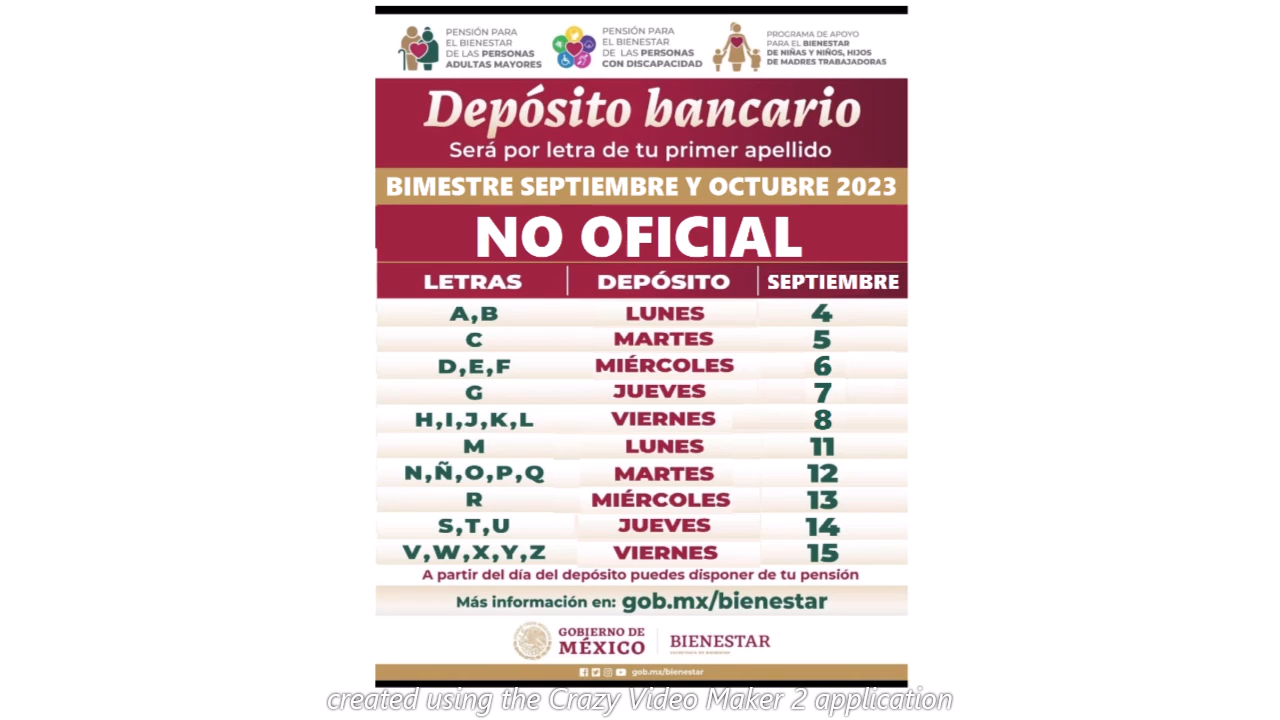 PENSIÓN PARA
EL BIENESTAR
DE LAS PERSONAS
ADULTAS MAYORES
PENSIÓN PARA
EL BIENESTAR
DE LAS PERSONAS
CON DISCAPACIDAD
PROGRAMA DE APOYO
PARA EL BIENESTAR
DE NIÑAS Y NIÑOS, HIJOS
DE MADRES TRABAJADORAS
Depósito bancario
Será por letra de tu primer apellido
BIMESTRE SEPTIEMBRE Y OCTUBRE 2023
NO OFICIAL
LETRAS DEPÓSITO SEPTIEMBRE
A,B LUNES 4
C MARTES 5
D,E,F MIÉRCOLES 6
G JUEVES 7
H,I,J,K,L VIERNES 8
M LUNES 11
N,Ñ,O,P,Q MARTES 12
R MIÉRCOLES 13
S,T,U JUEVES 14
V,W,X,Y,Z VIERNES 15
A partir del día del depósito puedes disponer de tu pensión
Más información en: gob.mx/bienestar
GOBIERNO DE
MÉXICO
BIENESTAR
SECRETARÍA DE BIENESTAR
gob.mx/bienestar
created using the Crazy Video Maker 2 application